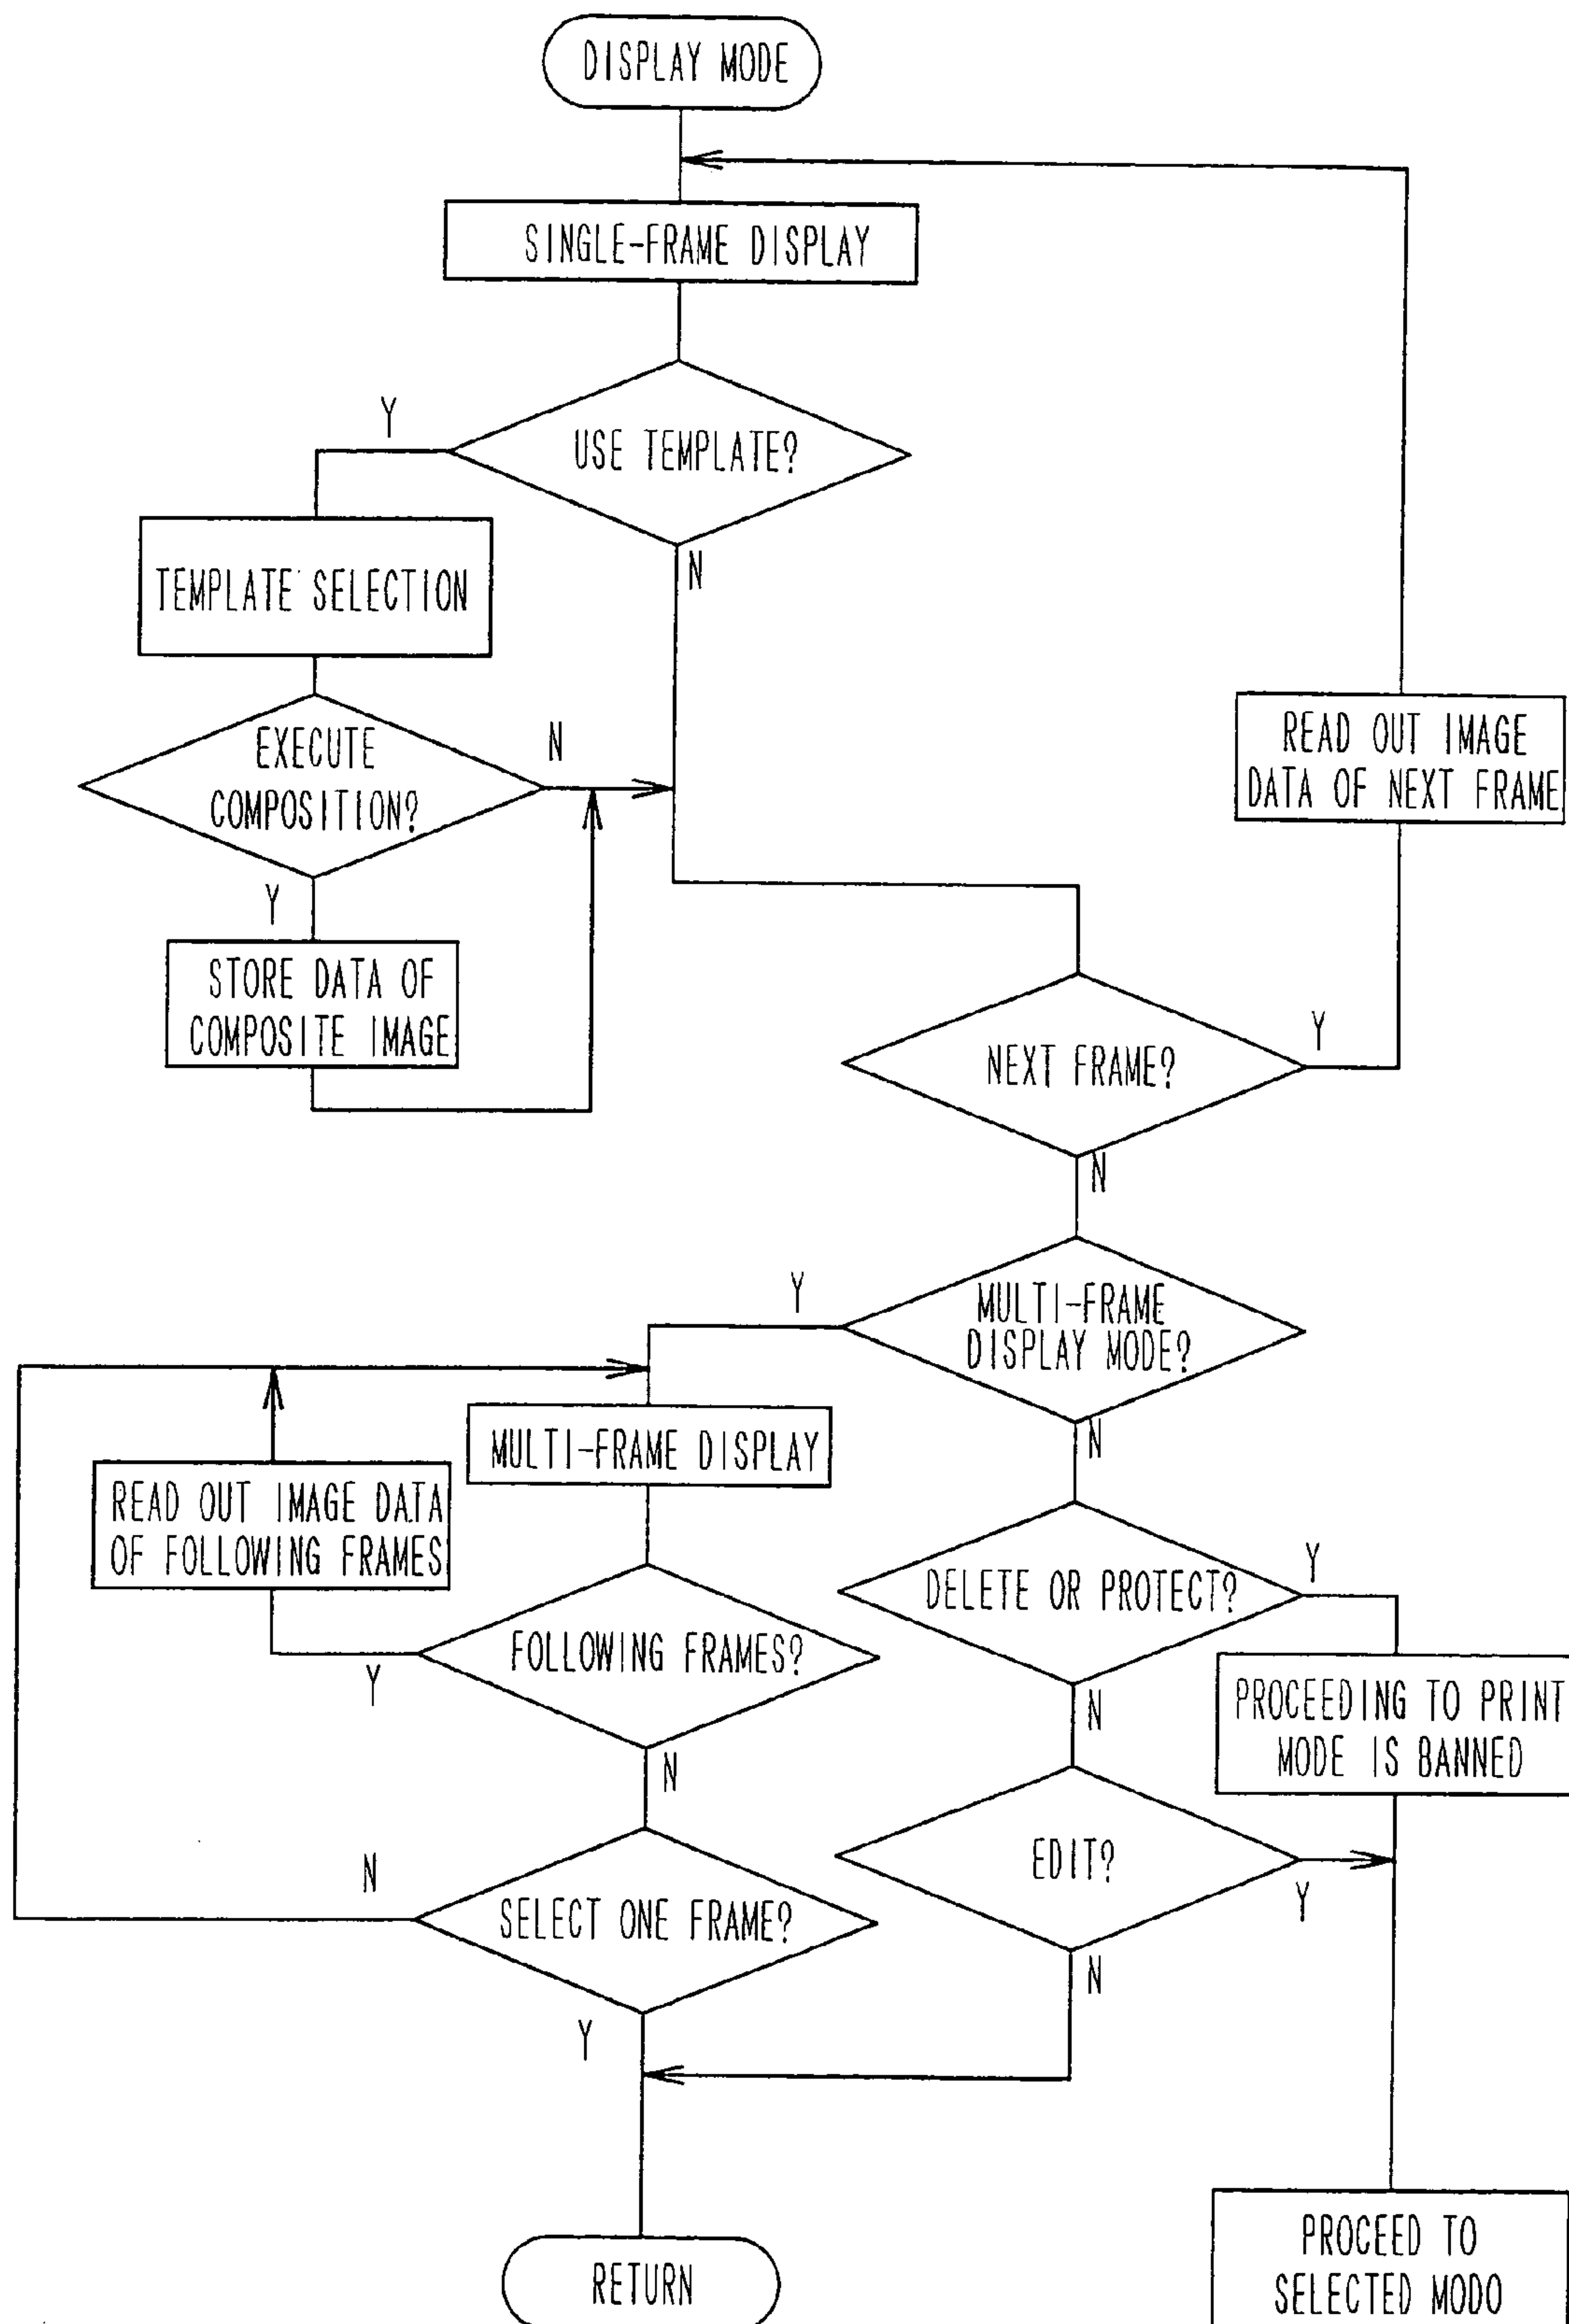 DISPLAY MODE
SINGLE-FRAME DISPLAY
Y
USE TEMPLATE?
N
TEMPLATE SELECTION
EXECUTE
COMPOSITION?
N
Y
STORE DATA OF
COMPOSITE IMAGE
READ OUT IMAGE
DATA OF NEXT FRAME
NEXT FRAME?
Y
N
MULTI-FRAME
DISPLAY MODE?
Y
N
MULTI-FRAME DISPLAY
READ OUT IMAGE DATA
OF FOLLOWING FRAMES
FOLLOWING FRAMES?
Y
N
DELETE OR PROTECT?
Y
N
PROCEEDING TO PRINT
MODE IS BANNED
EDIT?
Y
N
SELECT ONE FRAME?
N
Y
RETURN
PROCEED TO
SELECTED MODO